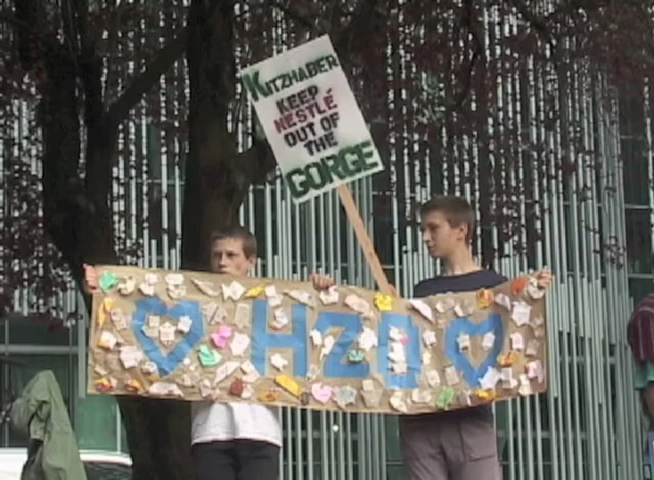 KITZHABER
KEEP
NESTLÉ
OUT OF
THE
GORGE
H2O